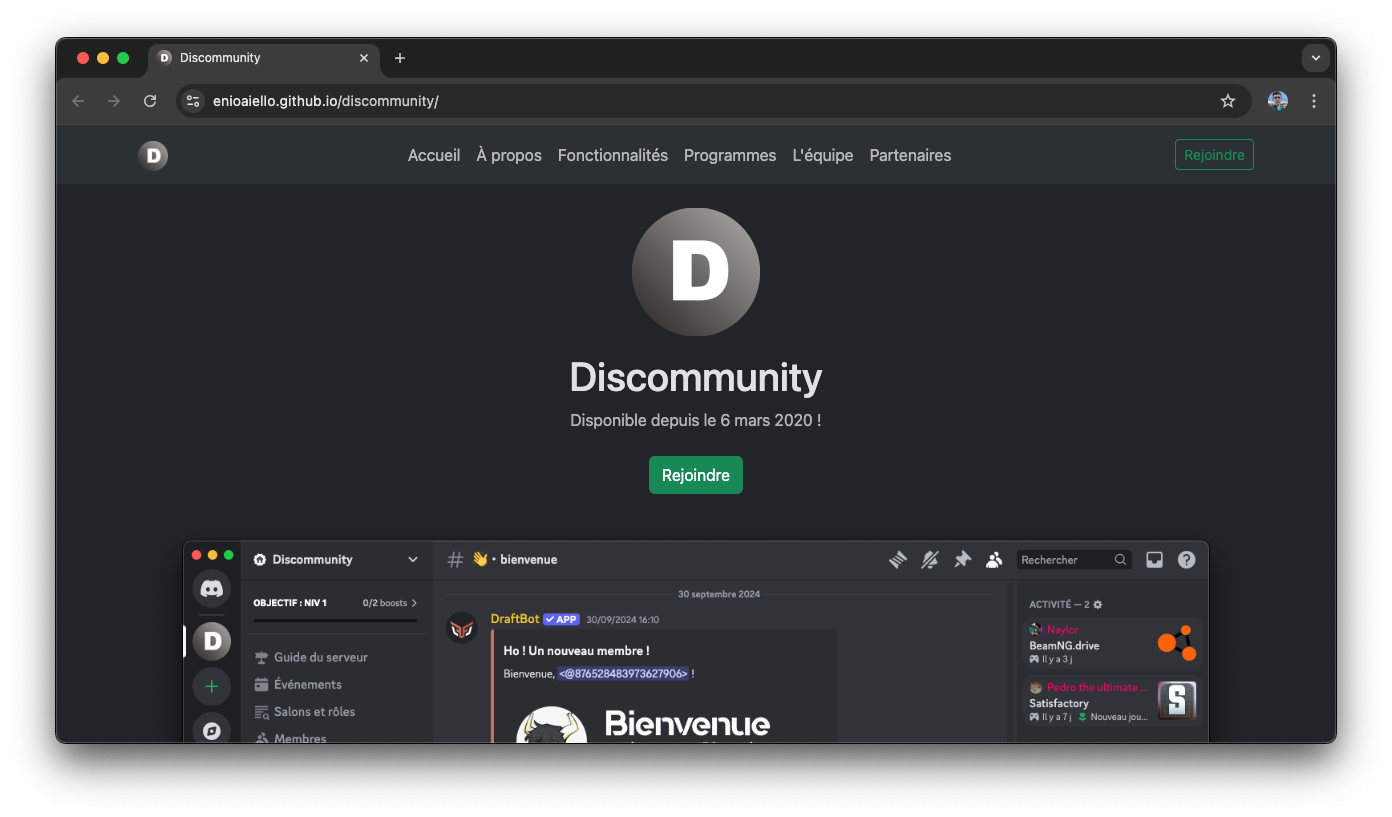 D Discommunity
enioaiello.github.io/discommunity/
D Accueil À propos Fonctionnalités Programmes L'équipe Partenaires Rejoindre
D
Discommunity
Disponible depuis le 6 mars 2020 !
Rejoindre
Discommunity # 👋 • bienvenue Rechercher
30 septembre 2024
OBJECTIF : NIV 1 0/2 boosts
ACTIVITÉ — 2
DraftBot APP 30/09/2024 16:10
Naylor
D
BeamNG.drive
Ho ! Un nouveau membre !
Guide du serveur
Il y a 3 j
Bienvenue, <@876528483973627906> !
Événements
Pedro the ultimate ...
Satisfactory
S
Salons et rôles
Il y a 7 j Nouveau jou...
Bienvenue
Membres